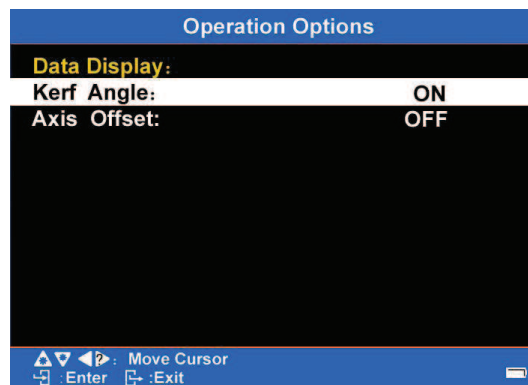 Operation Options
Data Display:
Kerf Angle: ON
Axis Offset: OFF
?: Move Cursor
:Enter :Exit